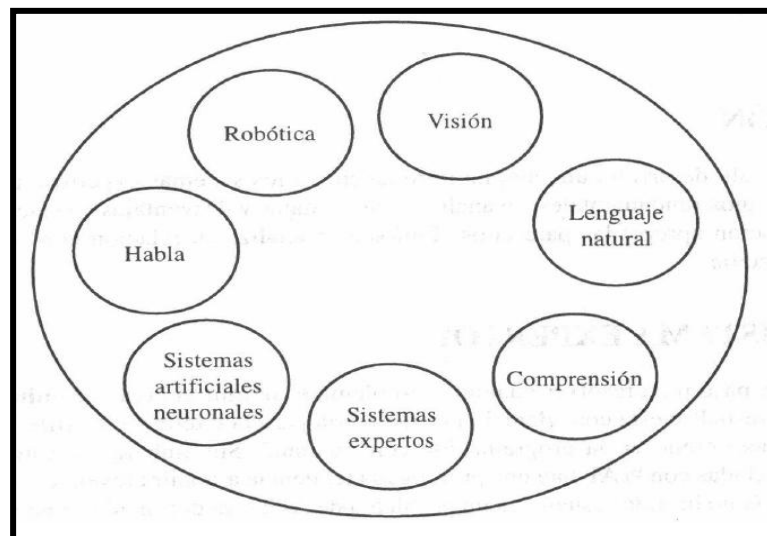 Robótica
Visión
Lenguaje
natural
Habla
Comprensión
Sistemas
artificiales
neuronales
Sistemas
expertos